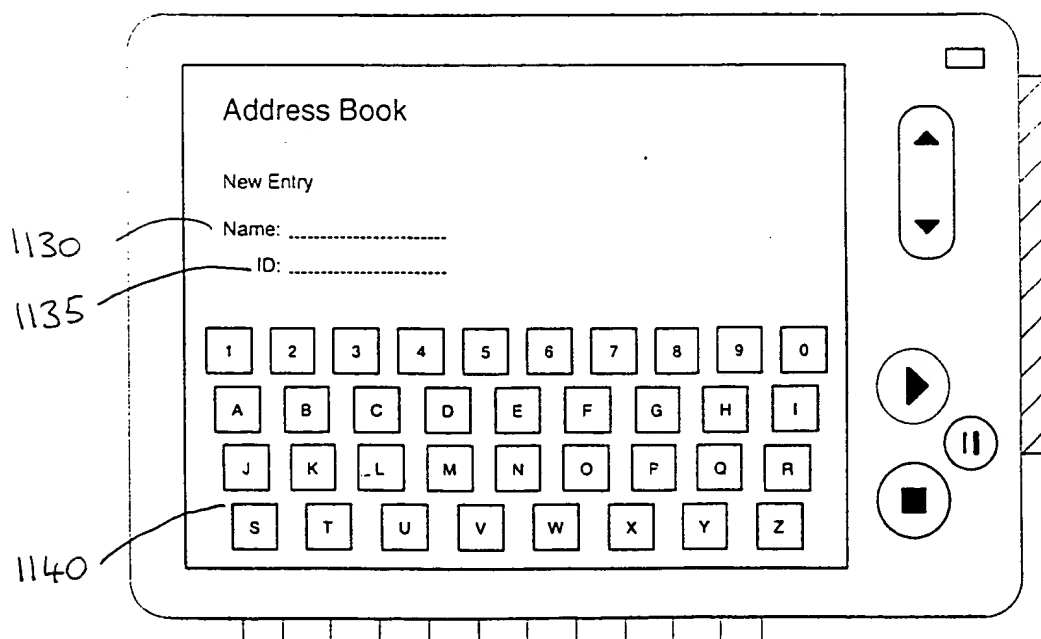 Address Book
New Entry
1130
Name:
ID:
1135
1 2 3 4 5 6 7 8 9 0
A B C D E F G H I
J K L M N O P Q R
S T U V W X Y Z
1140